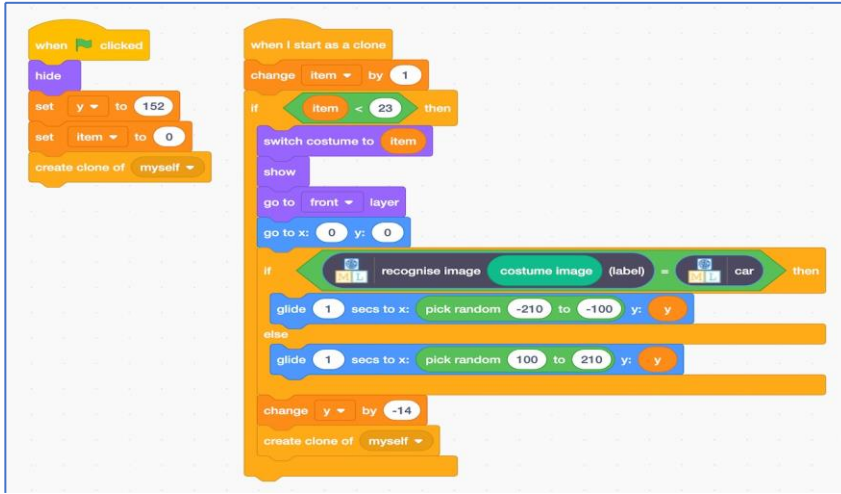 when clicked
hide
set y to 152
set item to 0
create clone of myself
when I start as a clone
change item by 1
if item < 23 then
switch costume to item
show
go to front layer
go to x: 0 y: 0
if ML recognise image costume image (label) = ML car then
glide 1 secs to x: pick random -210 to -100 y: y
else
glide 1 secs to x: pick random 100 to 210 y: y
change y by -14
create clone of myself